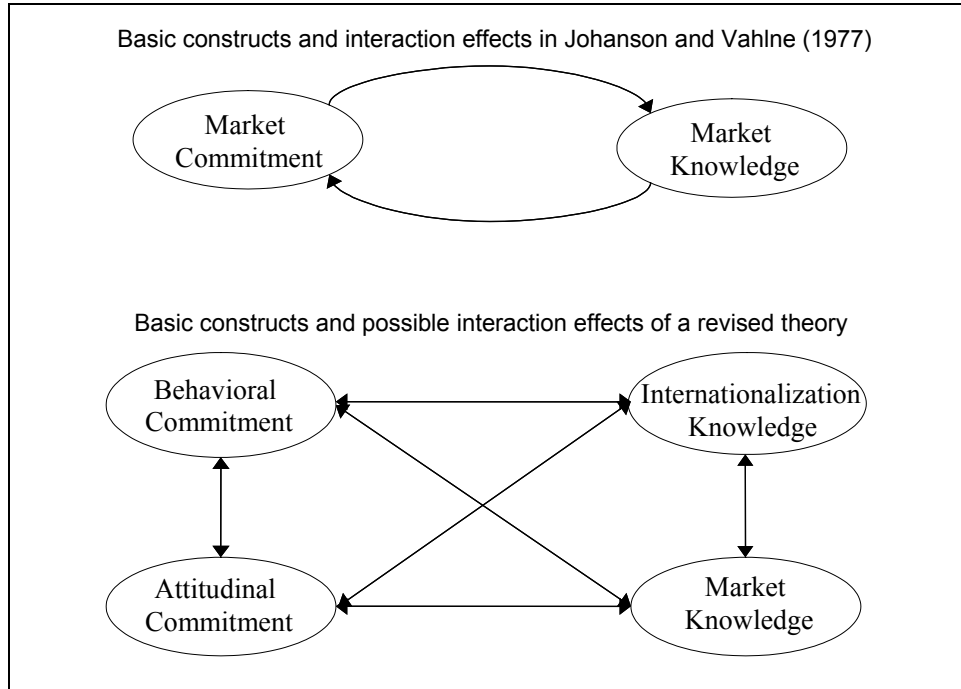 Basic constructs and interaction effects in Johanson and Vahlne (1977)
Market
Commitment
Market
Knowledge
Basic constructs and possible interaction effects of a revised theory
Behavioral
Commitment
Internationalization
Knowledge
Attitudinal
Commitment
Market
Knowledge